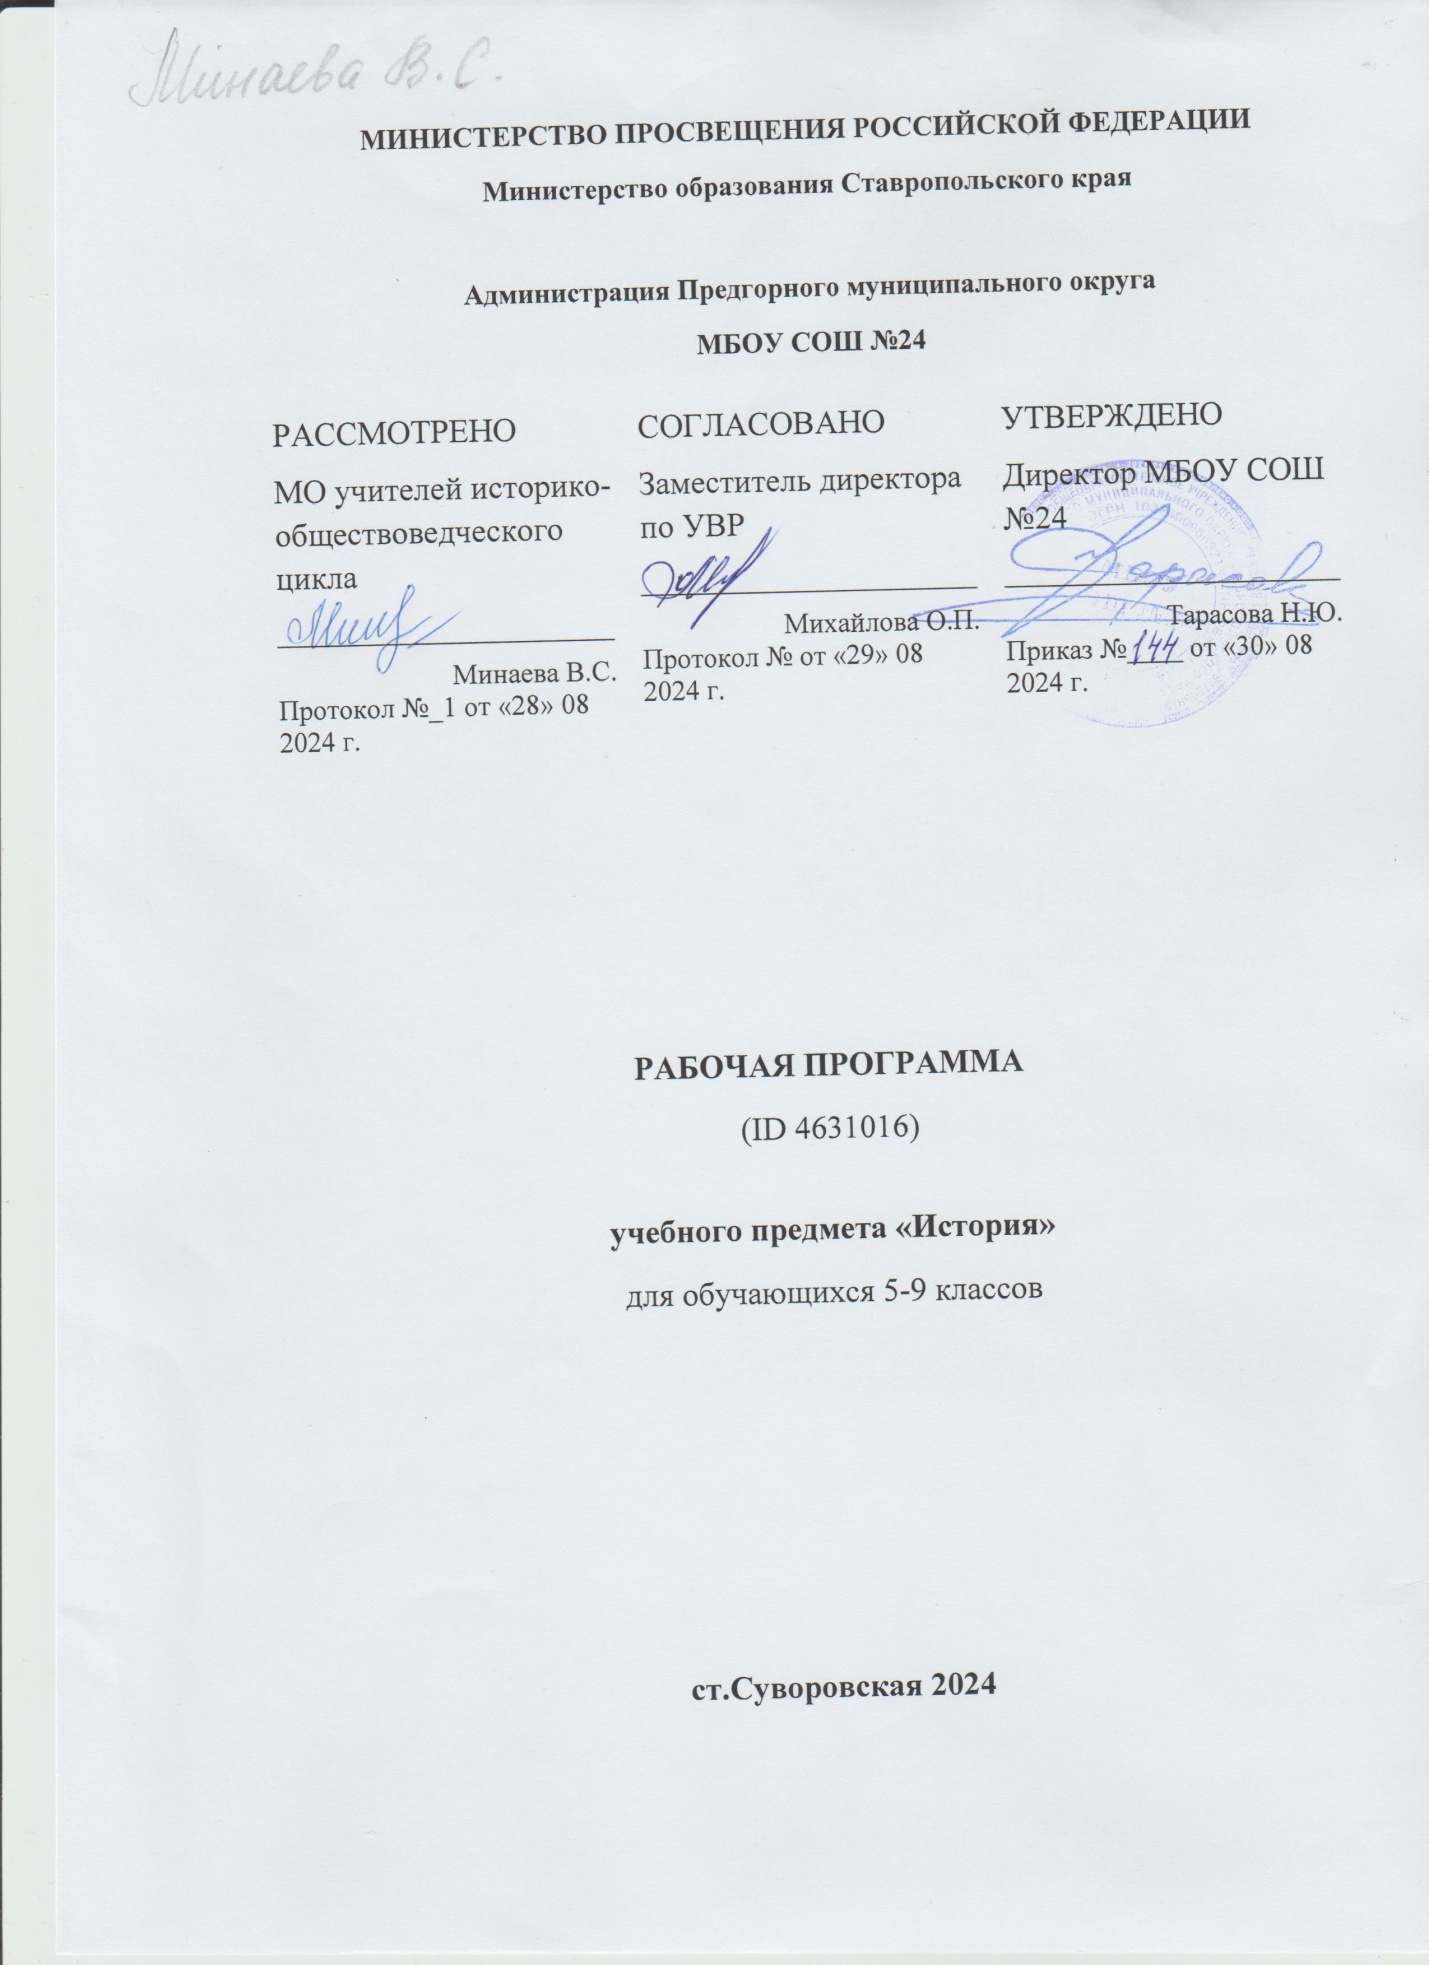 Минаева В. С.
МИНИСТЕРСТВО ПРОСВЕЩЕНИЯ РОССИЙСКОЙ ФЕДЕРАЦИИ
Министерство образования Ставропольского края
Администрация Предгорного муниципального округа
МБОУ СОШ №24
РАССМОТРЕНО
МО учителей историко-
обществоведческого
цикла
Минаева В.С.
Протокол №_1 от «28» 08
2024 г.
СОГЛАСОВАНО
Заместитель директора
по УВР
Михайлова О.П.
Протокол № от «29» 08
2024 г.
УТВЕРЖДЕНО
Директор МБОУ СОШ
№24
Тарасова Н.Ю.
Приказ № 144 от «30» 08
2024 г.
РАБОЧАЯ ПРОГРАММА
(ID 4631016)
учебного предмета «История»
для обучающихся 5-9 классов
ст.Суворовская 2024